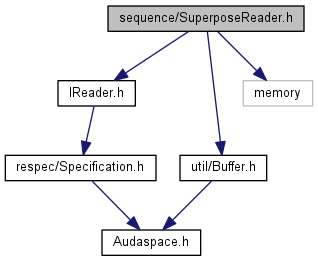 sequence/SuperposeReader.h
IReader.h
memory
respec/Specification.h
util/Buffer.h
Audaspace.h